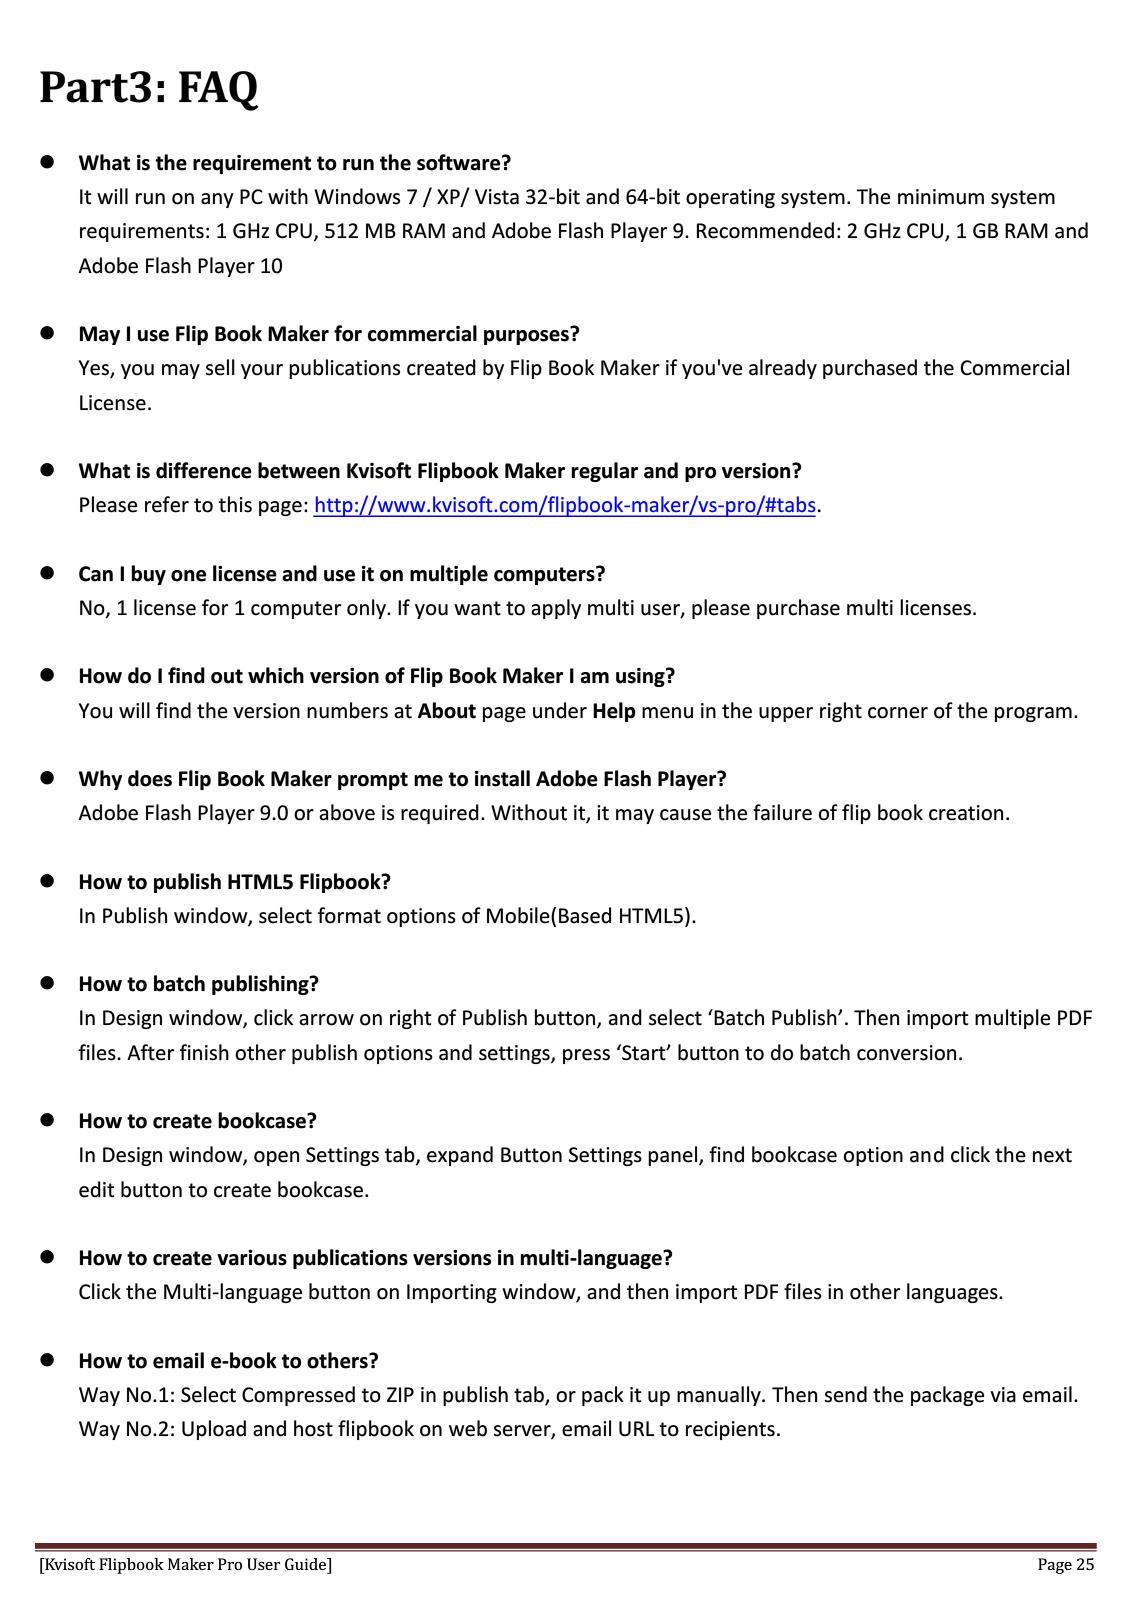 Part3: FAQ
● What is the requirement to run the software?
It will run on any PC with Windows 7 / XP/ Vista 32-bit and 64-bit operating system. The minimum system
requirements: 1 GHz CPU, 512 MB RAM and Adobe Flash Player 9. Recommended: 2 GHz CPU, 1 GB RAM and
Adobe Flash Player 10
● May I use Flip Book Maker for commercial purposes?
Yes, you may sell your publications created by Flip Book Maker if you've already purchased the Commercial
License.
● What is difference between Kvisoft Flipbook Maker regular and pro version?
Please refer to this page: http://www.kvisoft.com/flipbook-maker/vs-pro/#tabs.
● Can I buy one license and use it on multiple computers?
No, 1 license for 1 computer only. If you want to apply multi user, please purchase multi licenses.
● How do I find out which version of Flip Book Maker I am using?
You will find the version numbers at About page under Help menu in the upper right corner of the program.
● Why does Flip Book Maker prompt me to install Adobe Flash Player?
Adobe Flash Player 9.0 or above is required. Without it, it may cause the failure of flip book creation.
● How to publish HTML5 Flipbook?
In Publish window, select format options of Mobile(Based HTML5).
● How to batch publishing?
In Design window, click arrow on right of Publish button, and select ‘Batch Publish’. Then import multiple PDF
files. After finish other publish options and settings, press ‘Start’ button to do batch conversion.
● How to create bookcase?
In Design window, open Settings tab, expand Button Settings panel, find bookcase option and click the next
edit button to create bookcase.
● How to create various publications versions in multi-language?
Click the Multi-language button on Importing window, and then import PDF files in other languages.
● How to email e-book to others?
Way No.1: Select Compressed to ZIP in publish tab, or pack it up manually. Then send the package via email.
Way No.2: Upload and host flipbook on web server, email URL to recipients.
[Kvisoft Flipbook Maker Pro User Guide] Page 25